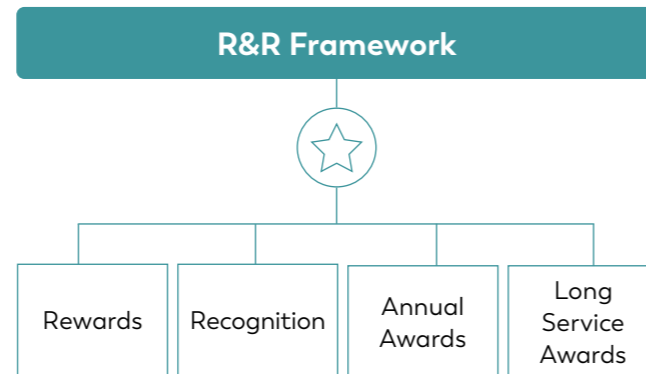 R&R Framework
Rewards
Recognition
Annual
Awards
Long
Service
Awards